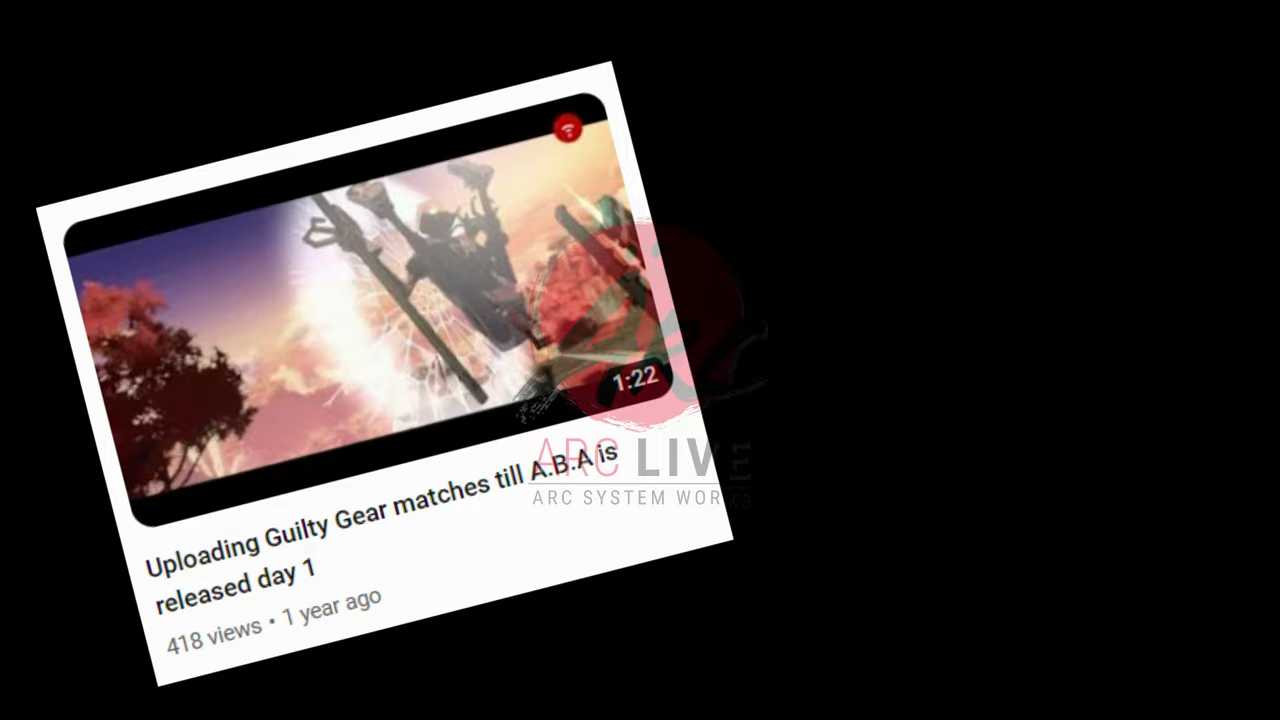 1:22
Uploading Guilty Gear matches till A.B.A is
released day 1
418 views • 1 year ago
ARC LIVE
ARC SYSTEM WORKS